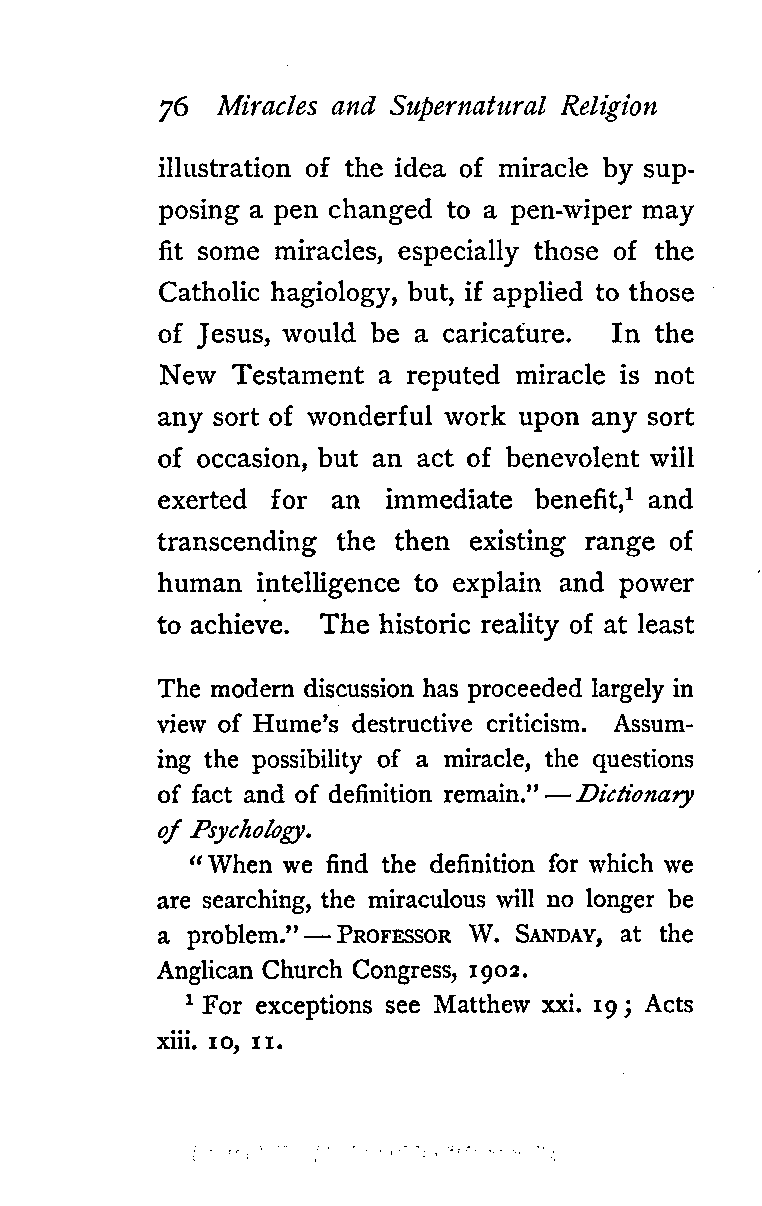 76 Miracles and Supernatural Religion
illustration of the idea of miracle by sup-
posing a pen changed to a pen-wiper may
fit some miracles, especially those of the
Catholic hagiology, but, if applied to those
of Jesus, would be a caricature. In the
New Testament a reputed miracle is not
any sort of wonderful work upon any sort
of occasion, but an act of benevolent will
exerted for an immediate benefit,¹ and
transcending the then existing range of
human intelligence to explain and power
to achieve. The historic reality of at least
The modern discussion has proceeded largely in
view of Hume's destructive criticism. Assum-
ing the possibility of a miracle, the questions
of fact and of definition remain." — Dictionary
of Psychology.
"When we find the definition for which we
are searching, the miraculous will no longer be
a problem." — PROFESSOR W. SANDAY, at the
Anglican Church Congress, 1902.
¹ For exceptions see Matthew xxi. 19; Acts
xiii. 10, 11.